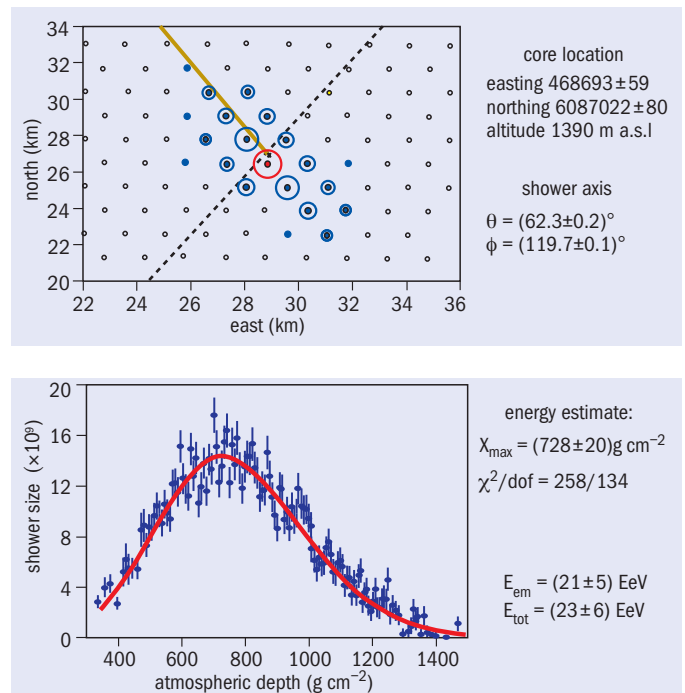 34
32
30
28
26
24
22
20
north (km)
22
24
26
28
30
32
34
36
east (km)
core location
easting 468693±59
northing 6087022±80
altitude 1390 m a.s.l
shower axis
θ = (62.3±0.2)°
ϕ = (119.7±0.1)°
20
16
12
8
4
0
shower size (×10⁹)
400
600
800
1000
1200
1400
atmospheric depth (g cm⁻²)
energy estimate:
Xₘₐₓ = (728±20)g cm⁻²
χ²/dof = 258/134
Eₑₘ = (21±5) EeV
Eₜₒₜ = (23±6) EeV